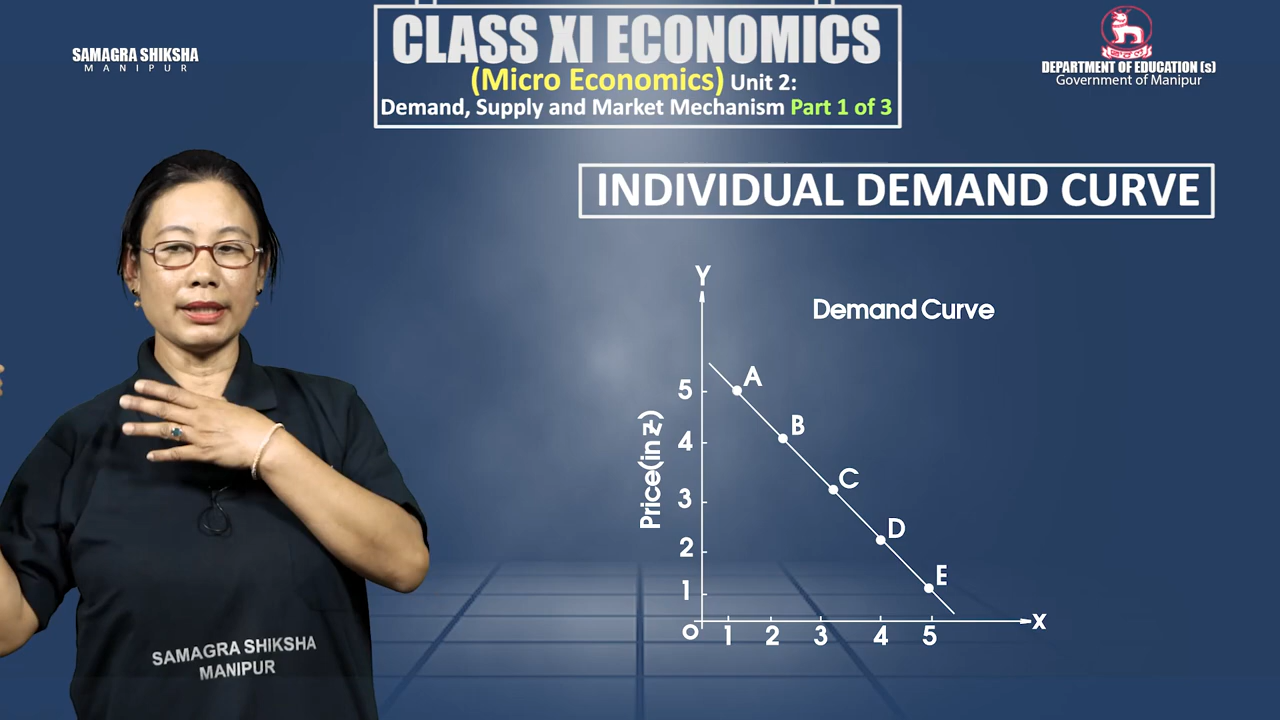 SAMAGRA SHIKSHA
MANIPUR
CLASS XI ECONOMICS
(Micro Economics) Unit 2:
Demand, Supply and Market Mechanism Part 1 of 3
DEPARTMENT OF EDUCATION (s)
Government of Manipur
INDIVIDUAL DEMAND CURVE
Y
Demand Curve
5
A
4
B
3
C
2
D
1
E
Price(in
O
1 2 3 4 5
X
SAMAGRA SHIKSHA
MANIPUR